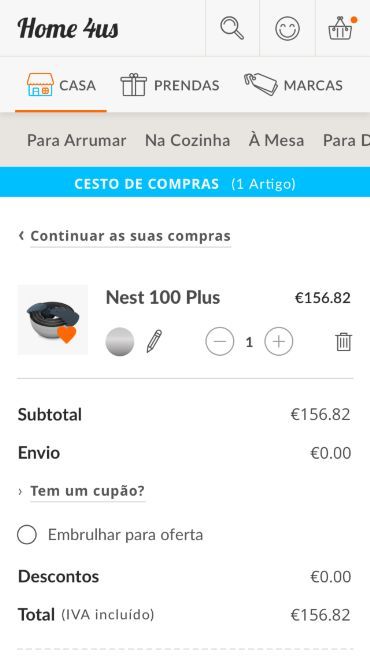 Home 4us
CASA PRENDAS MARCAS
Para Arrumar Na Cozinha À Mesa Para D
CESTO DE COMPRAS (1 Artigo)
‹ Continuar as suas compras
Nest 100 Plus €156.82
1
Subtotal €156.82
Envio €0.00
› Tem um cupão?
Embrulhar para oferta
Descontos €0.00
Total (IVA incluído) €156.82